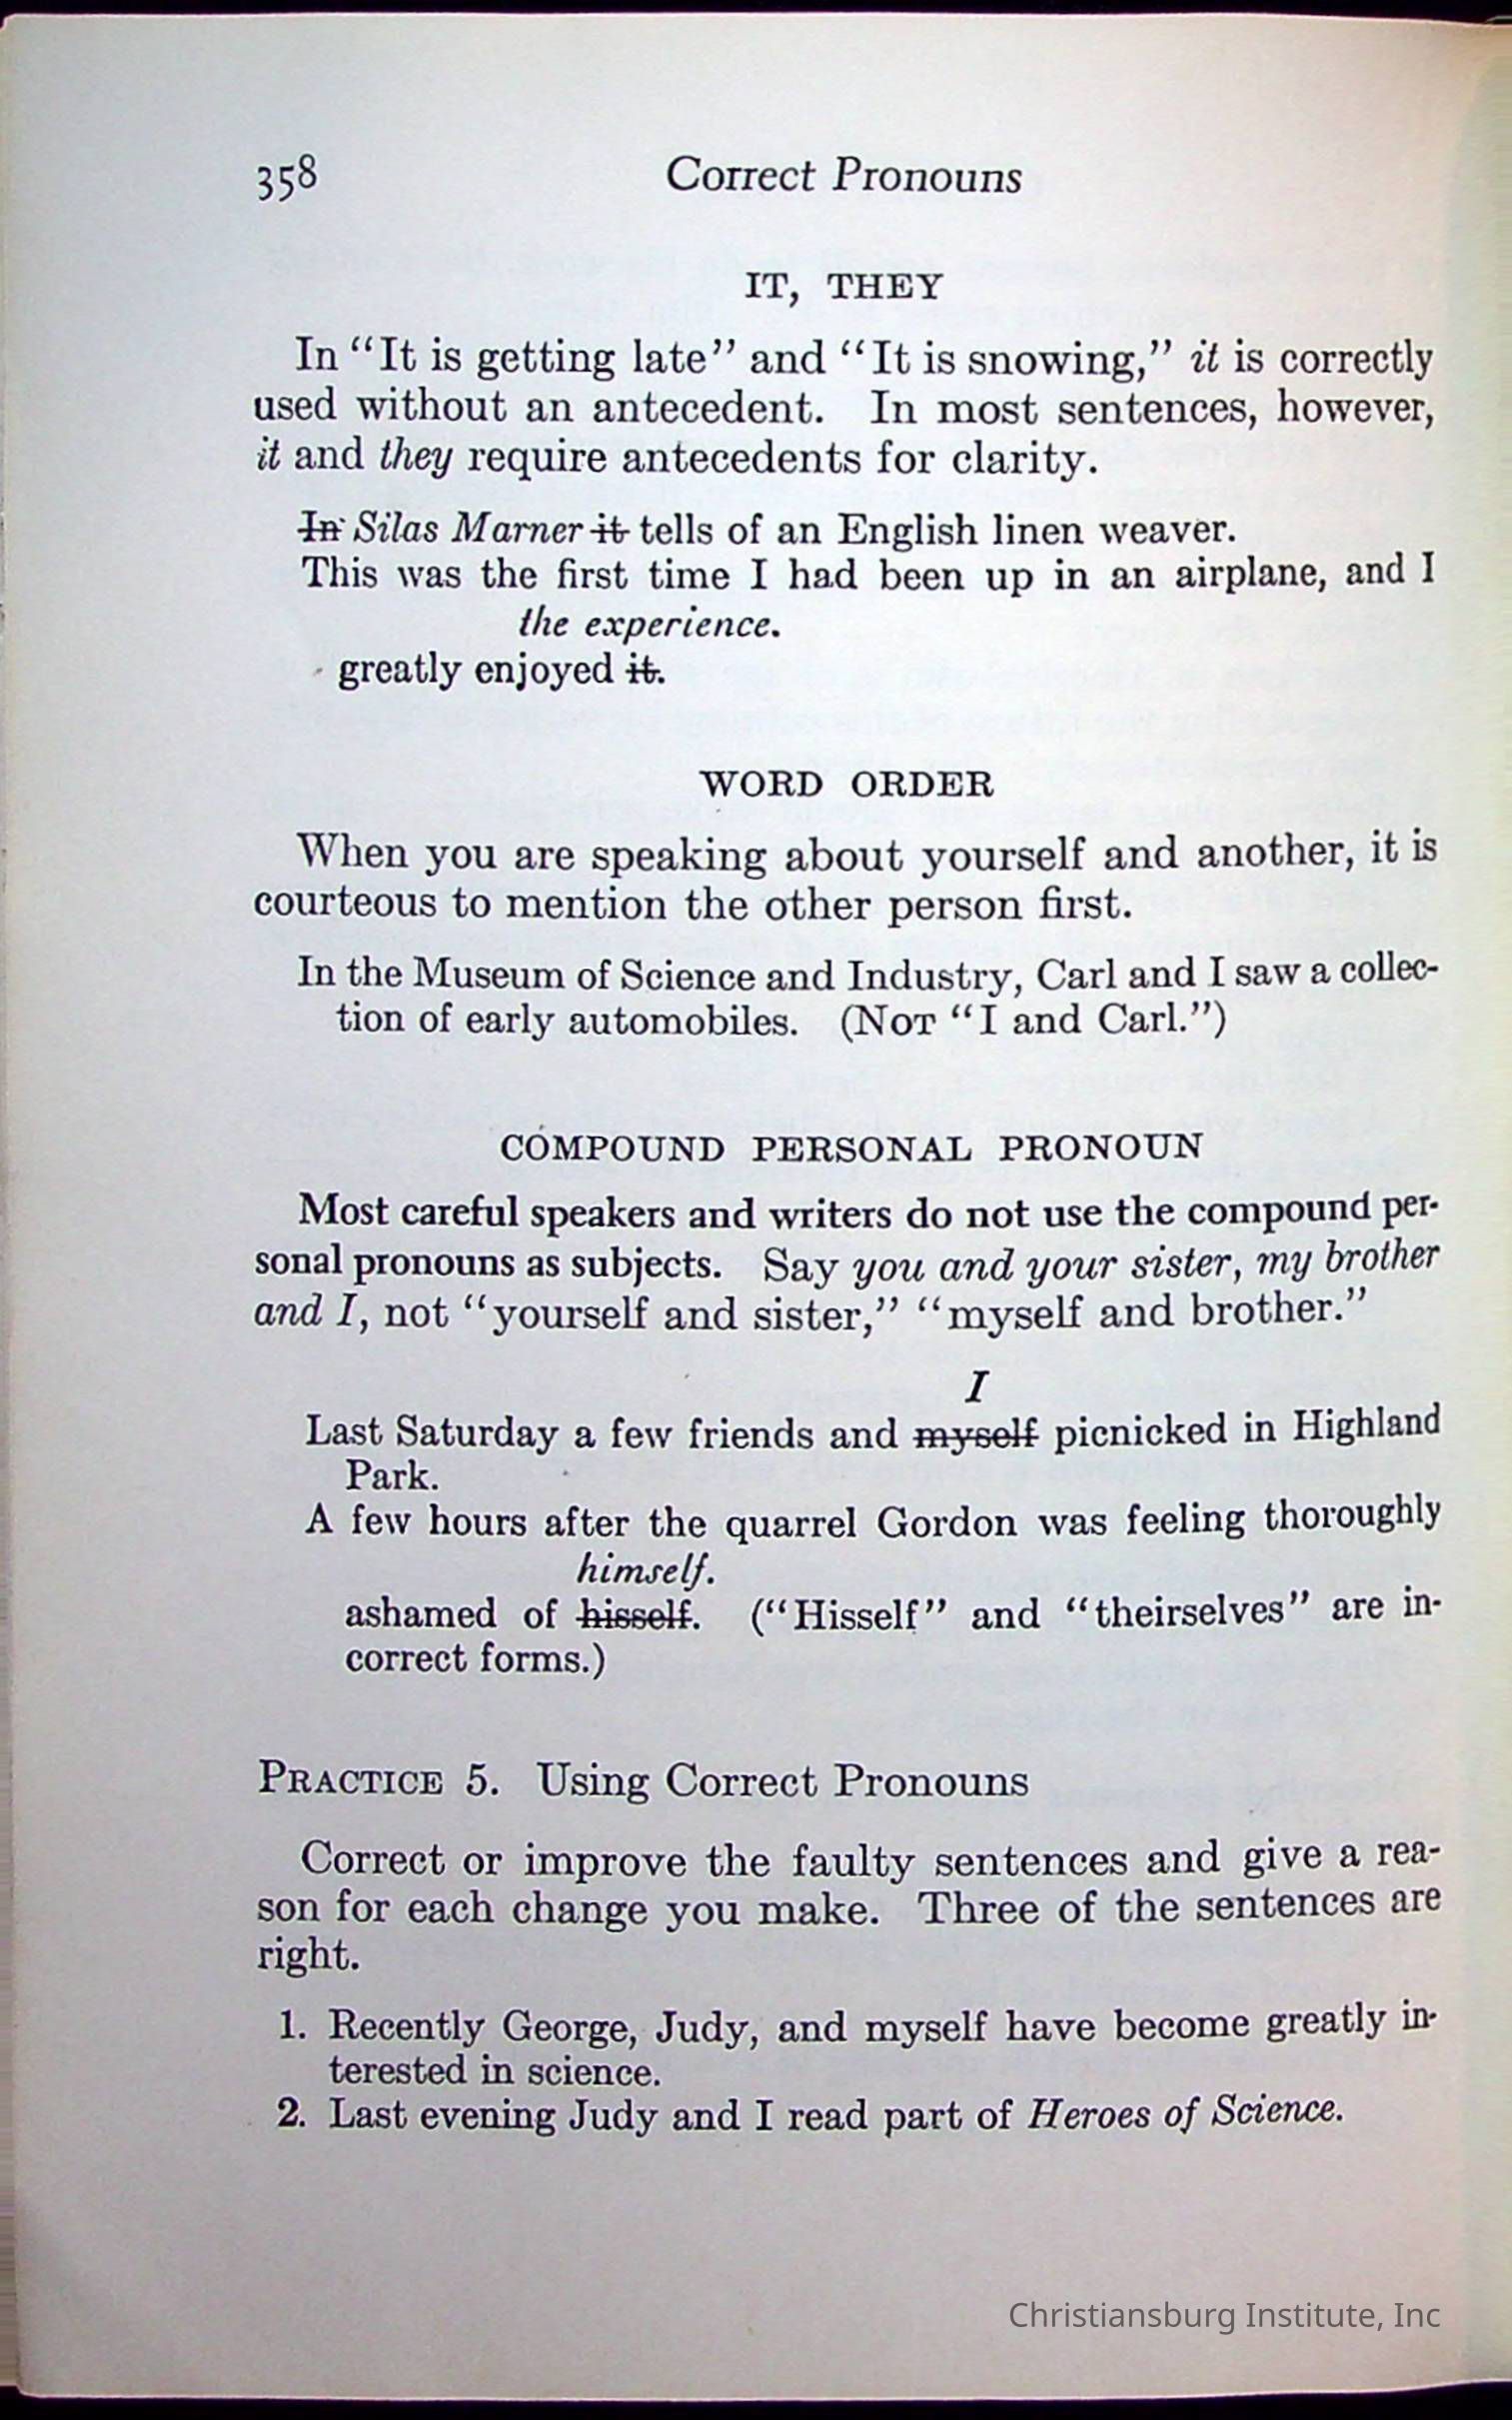 358 Correct Pronouns
IT, THEY
In “It is getting late” and “It is snowing,” it is correctly
used without an antecedent. In most sentences, however,
it and they require antecedents for clarity.
In Silas Marner it tells of an English linen weaver.
This was the first time I had been up in an airplane, and I
the experience.
greatly enjoyed it.
WORD ORDER
When you are speaking about yourself and another, it is
courteous to mention the other person first.
In the Museum of Science and Industry, Carl and I saw a collec-
tion of early automobiles. (Not “I and Carl.”)
COMPOUND PERSONAL PRONOUN
Most careful speakers and writers do not use the compound per-
sonal pronouns as subjects. Say you and your sister, my brother
and I, not “yourself and sister,” “myself and brother.”
I
Last Saturday a few friends and myself picnicked in Highland
Park.
A few hours after the quarrel Gordon was feeling thoroughly
himself.
ashamed of hisself. (“Hisself” and “theirselves” are in-
correct forms.)
Practice 5. Using Correct Pronouns
Correct or improve the faulty sentences and give a rea-
son for each change you make. Three of the sentences are
right.
1. Recently George, Judy, and myself have become greatly in-
terested in science.
2. Last evening Judy and I read part of Heroes of Science.
Christiansburg Institute, Inc